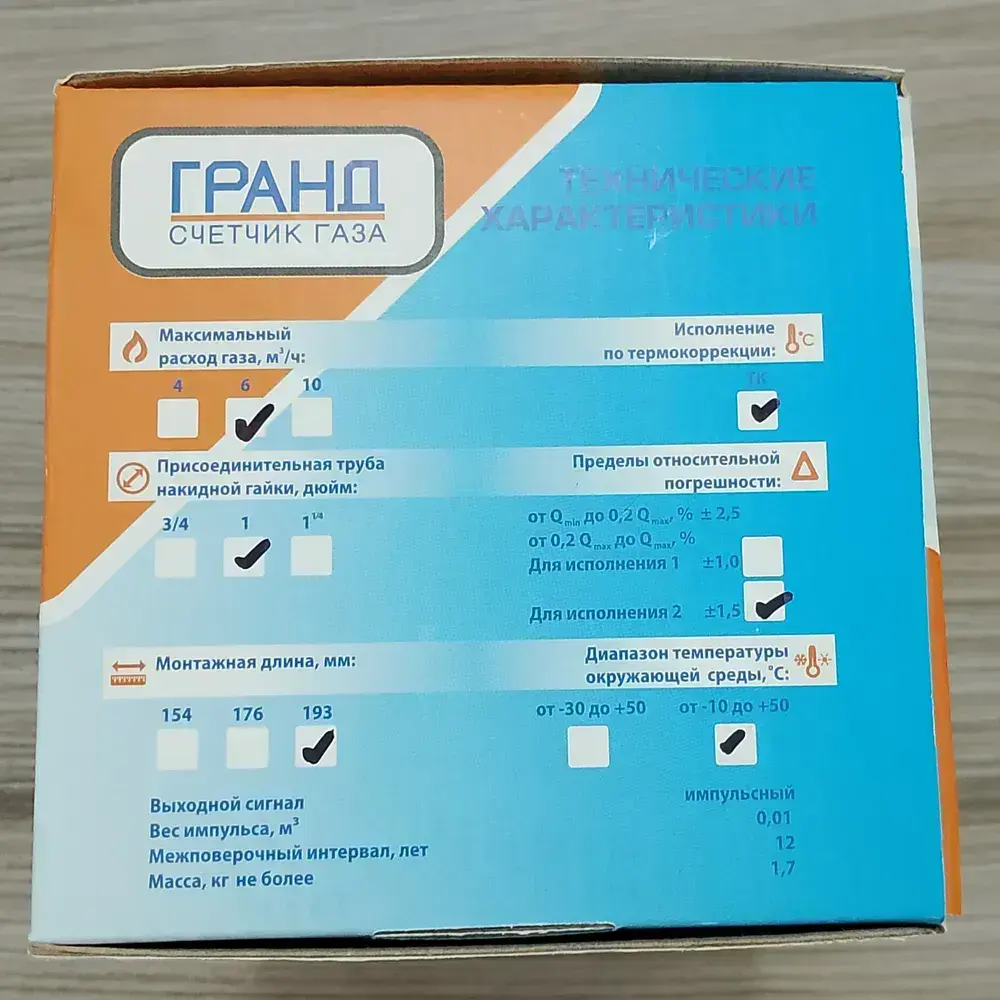 ГРАНД
СЧЕТЧИК ГАЗА
ТЕХНИЧЕСКИЕ
ХАРАКТЕРИСТИКИ
Максимальный
расход газа, м³/ч:
4 6 10
Исполнение
по термокоррекции:
°C
ТК
Присоединительная труба
накидной гайки, дюйм:
3/4 1 1 1/4
Пределы относительной
погрешности:
от Qmin до 0,2 Qmax, % ± 2,5
от 0,2 Qmax до Qmax, %
Для исполнения 1 ±1,0
Для исполнения 2 ±1,5
Монтажная длина, мм:
154 176 193
Диапазон температуры
окружающей среды,°C:
от -30 до +50 от -10 до +50
Выходной сигнал импульсный
Вес импульса, м³ 0,01
Межповерочный интервал, лет 12
Масса, кг не более 1,7